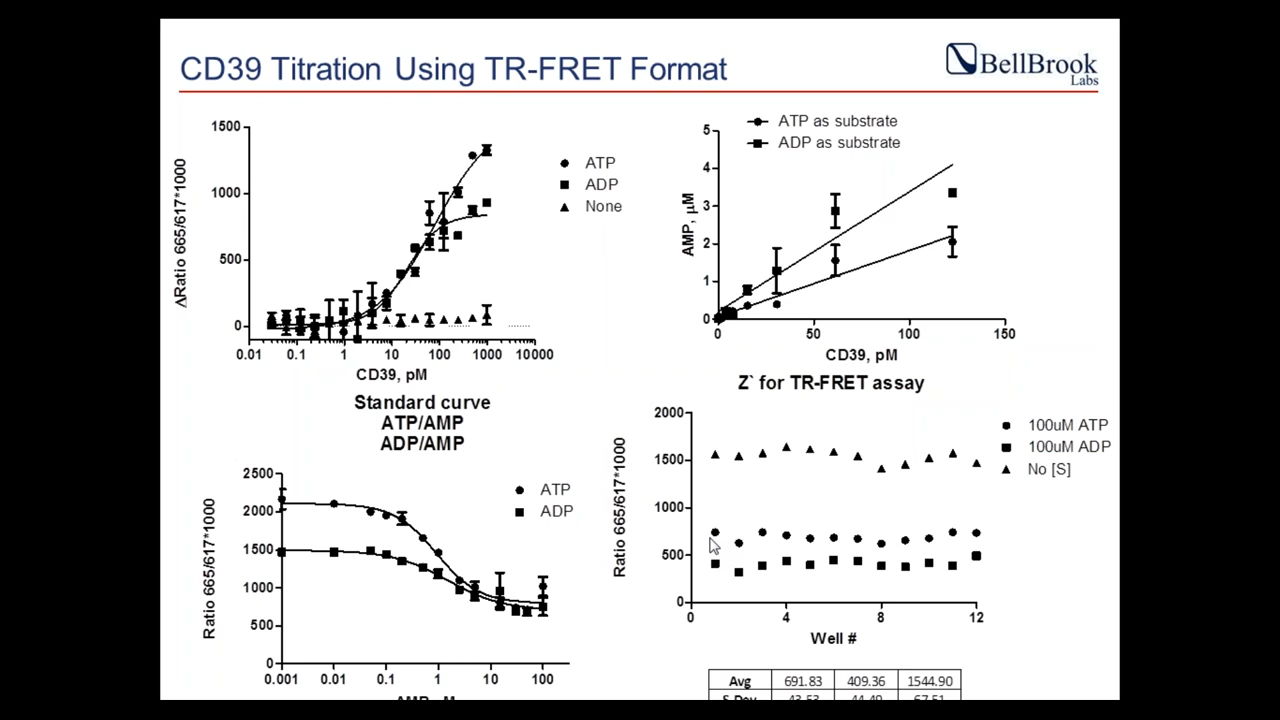 CD39 Titration Using TR-FRET Format
BellBrook
Labs
1500
1000
500
0
ΔRatio 665/617*1000
0.01 0.1 1 10 100 1000 10000
CD39, pM
ATP
ADP
None
ATP as substrate
ADP as substrate
5
4
3
2
1
0
AMP, μM
0 50 100 150
CD39, pM
Standard curve
ATP/AMP
ADP/AMP
2500
2000
1500
1000
500
0
Ratio 665/617*1000
0.001 0.01 0.1 1 10 100
ATP
ADP
Z` for TR-FRET assay
2000
1500
1000
500
0
Ratio 665/617*1000
0 4 8 12
Well #
100uM ATP
100uM ADP
No [S]
Avg 691.83 409.36 1544.90